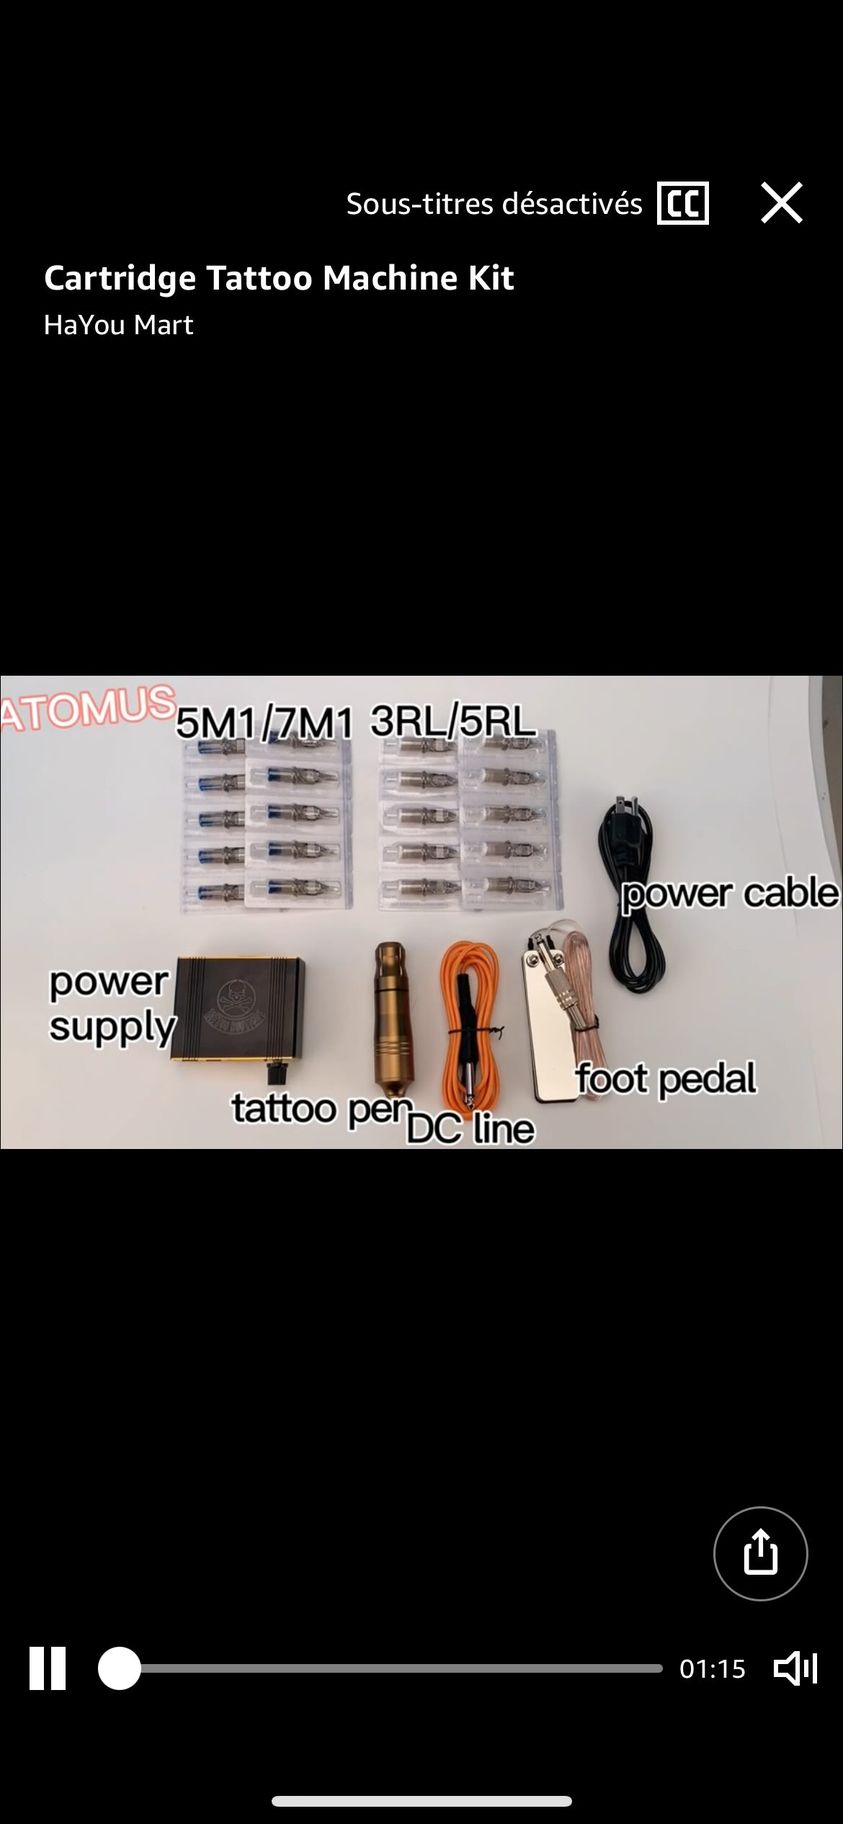 Sous-titres désactivés CC
Cartridge Tattoo Machine Kit
HaYou Mart
ATOMUS
5M1/7M1 3RL/5RL
power cable
power
supply
foot pedal
tattoo pen
DC line
01:15